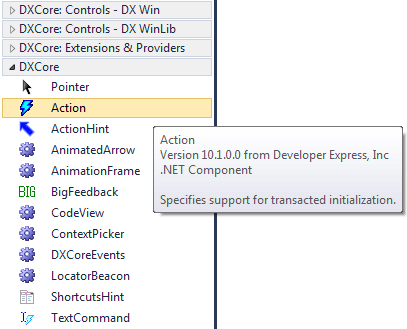 DXCore: Controls - DX Win
DXCore: Controls - DX WinLib
DXCore: Extensions & Providers
DXCore
Pointer
Action
ActionHint
AnimatedArrow
AnimationFrame
BIG BigFeedback
CodeView
ContextPicker
DXCoreEvents
LocatorBeacon
ShortcutsHint
TextCommand
Action
Version 10.1.0.0 from Developer Express, Inc
.NET Component
Specifies support for transacted initialization.